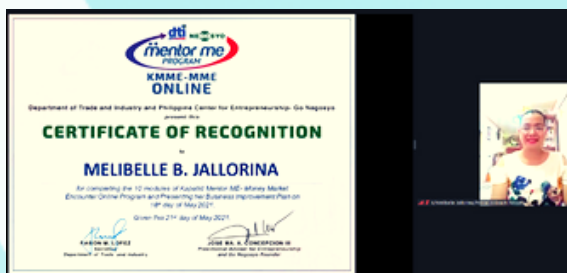 dti NEGOSYO
mentor me
PROGRAM
KMME-MME
ONLINE
Department of Trade and Industry and Philippine Center for Entrepreneurship- Go Negosyo
present this
CERTIFICATE OF RECOGNITION
to
MELIBELLE B. JALLORINA
for completing the 10 modules of Kapatid Mentor ME- Money Market
Encounter Online Program and Presenting her Business Improvement Plan on
18th day of May 2021.
Given this 21st day of May 2021.
RAMON M. LOPEZ
Secretary
Department of Trade and Industry
JOSE MA. A. CONCEPCION III
Presidential Adviser for Entrepreneurship
and Go Negosyo Founder